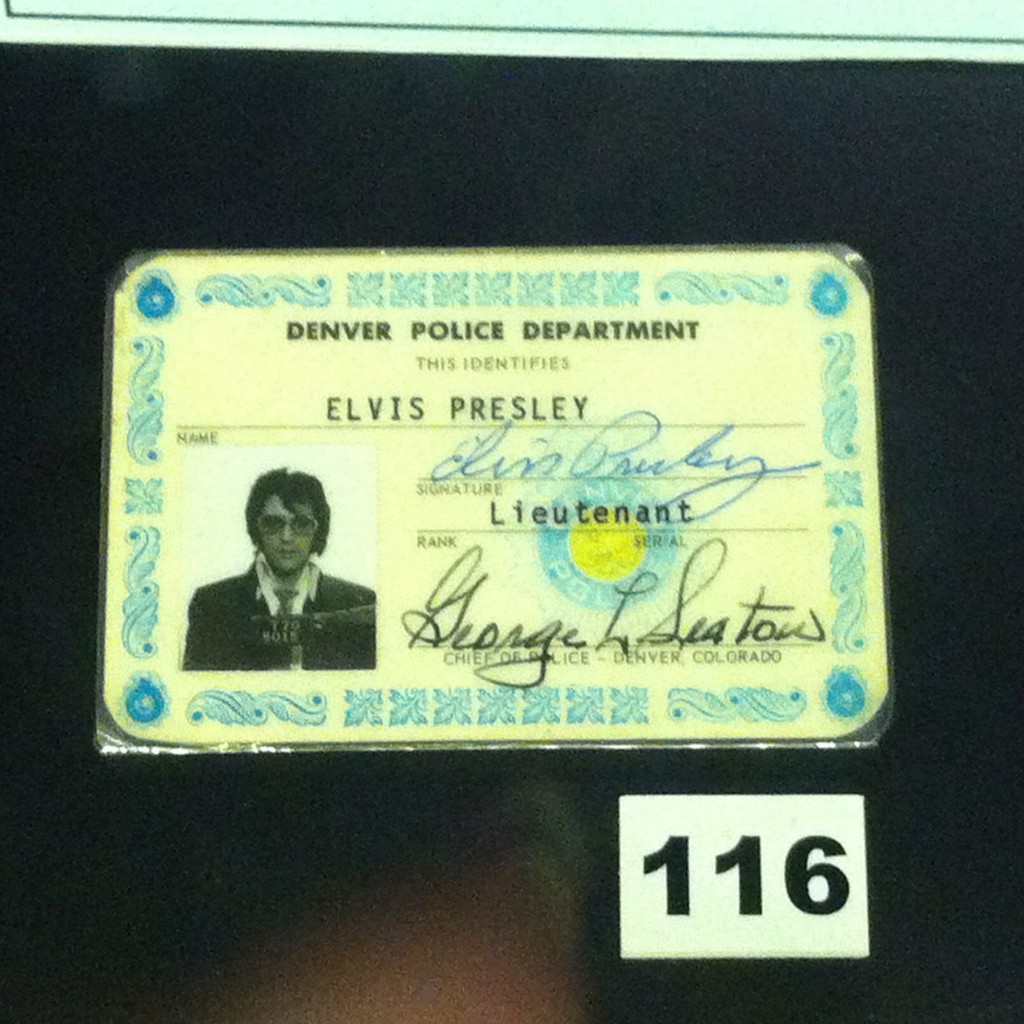 DENVER POLICE DEPARTMENT
THIS IDENTIFIES
ELVIS PRESLEY
NAME
Elvis Presley
SIGNATURE
Lieutenant
RANK SERIAL
George L Seaton
CHIEF OF POLICE - DENVER, COLORADO
116